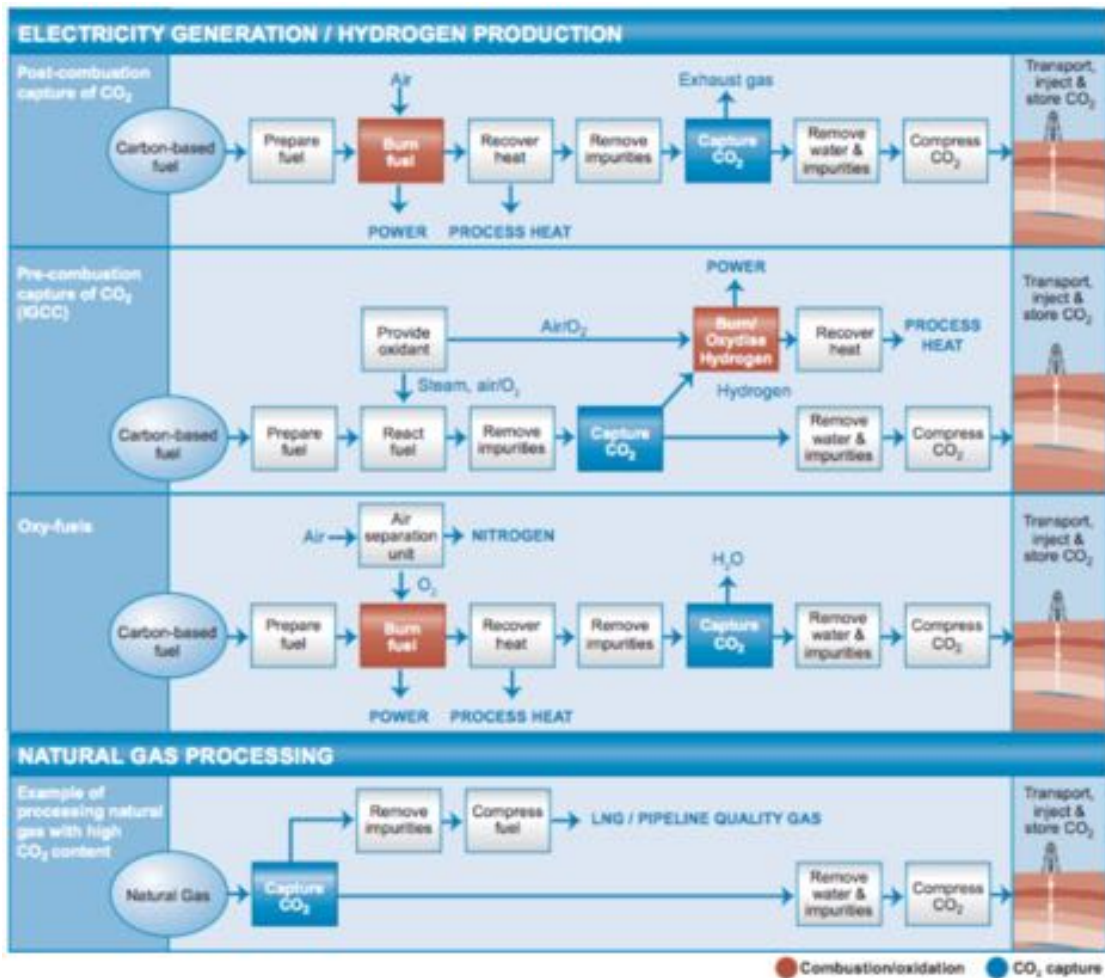 ELECTRICITY GENERATION / HYDROGEN PRODUCTION
Post-combustion
capture of CO₂
Air
Exhaust gas
Transport,
inject &
store CO₂
Carbon-based
fuel
Prepare
fuel
Burn
fuel
Recover
heat
Remove
impurities
Capture
CO₂
Remove
water &
impurities
Compress
CO₂
POWER
PROCESS HEAT
Pre-combustion
capture of CO₂
(IGCC)
POWER
Transport,
inject &
store CO₂
Provide
oxidant
Air/O₂
Burn/
Oxydise
Hydrogen
Recover
heat
PROCESS
HEAT
Steam, air/O₂
Hydrogen
Carbon-based
fuel
Prepare
fuel
React
fuel
Remove
impurities
Capture
CO₂
Remove
water &
impurities
Compress
CO₂
Oxy-fuels
Air
Air
separation
unit
NITROGEN
O₂
H₂O
Transport,
inject &
store CO₂
Carbon-based
fuel
Prepare
fuel
Burn
fuel
Recover
heat
Remove
impurities
Capture
CO₂
Remove
water &
impurities
Compress
CO₂
POWER
PROCESS HEAT
NATURAL GAS PROCESSING
Example of
processing natural
gas with high
CO₂ content
Remove
impurities
Compress
fuel
LNG / PIPELINE QUALITY GAS
Transport,
inject &
store CO₂
Natural Gas
Capture
CO₂
Remove
water &
impurities
Compress
CO₂
Combustion/oxidation
CO₂ capture